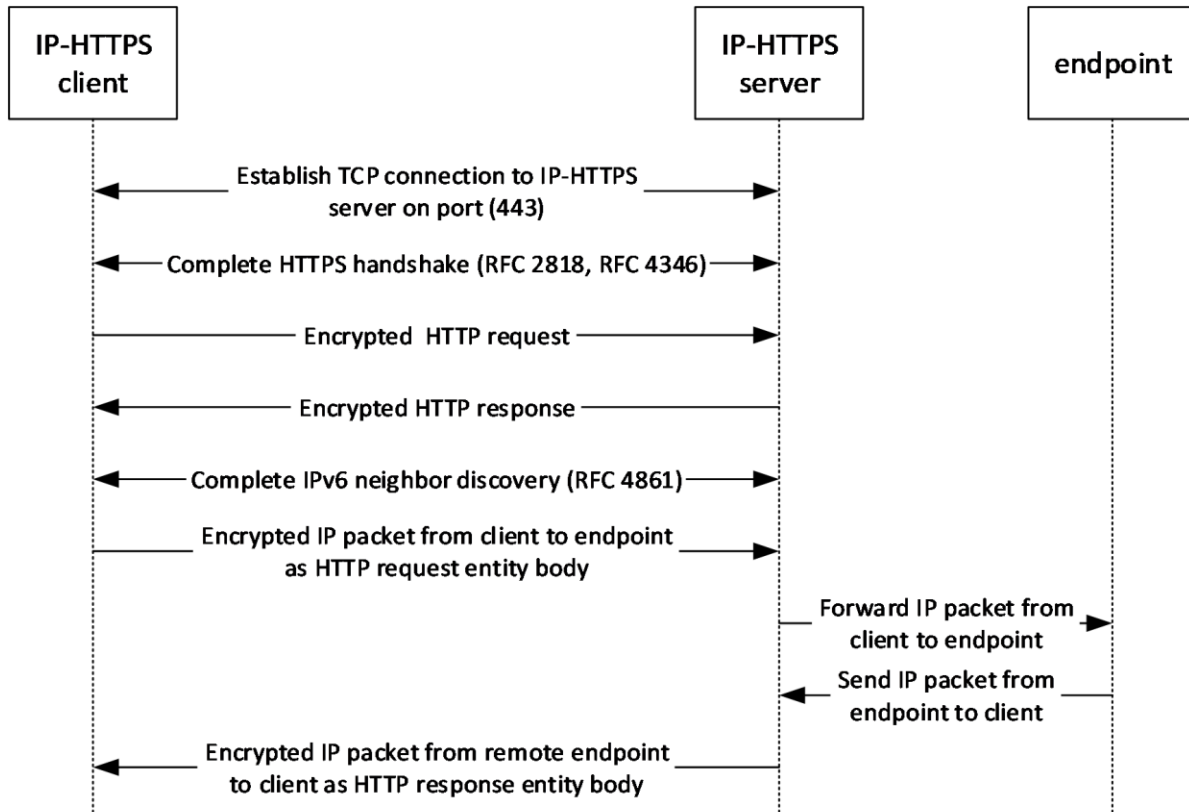 IP-HTTPS
client
IP-HTTPS
server
endpoint
Establish TCP connection to IP-HTTPS
server on port (443)
Complete HTTPS handshake (RFC 2818, RFC 4346)
Encrypted  HTTP request
Encrypted HTTP response
Complete IPv6 neighbor discovery (RFC 4861)
Encrypted IP packet from client to endpoint
as HTTP request entity body
Forward IP packet from
client to endpoint
Send IP packet from
endpoint to client
Encrypted IP packet from remote endpoint
to client as HTTP response entity body